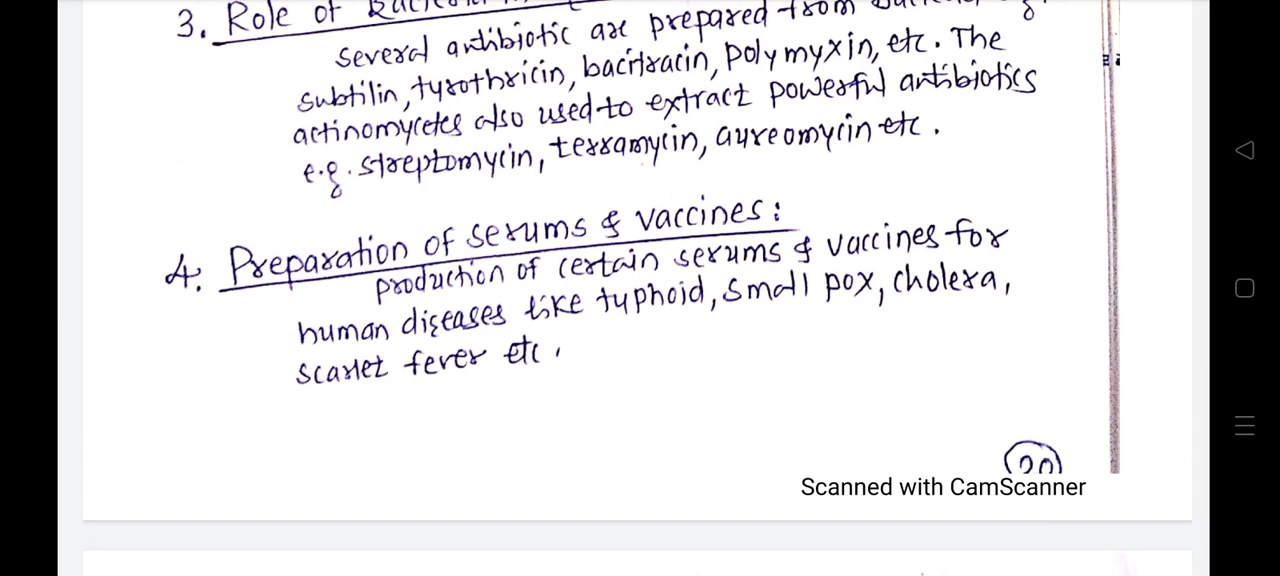 3. Role of
several antibiotic are prepared from
subtilin, tyrothricin, bacitracin, polymyxin, etc. The
actinomycetes also used to extract powerful antibiotics
e.g. streptomycin, terramycin, aureomycin etc.
4. Preparation of serums & vaccines:
production of certain serums & vaccines for
human diseases like typhoid, small pox, cholera,
scarlet fever etc.
Scanned with CamScanner